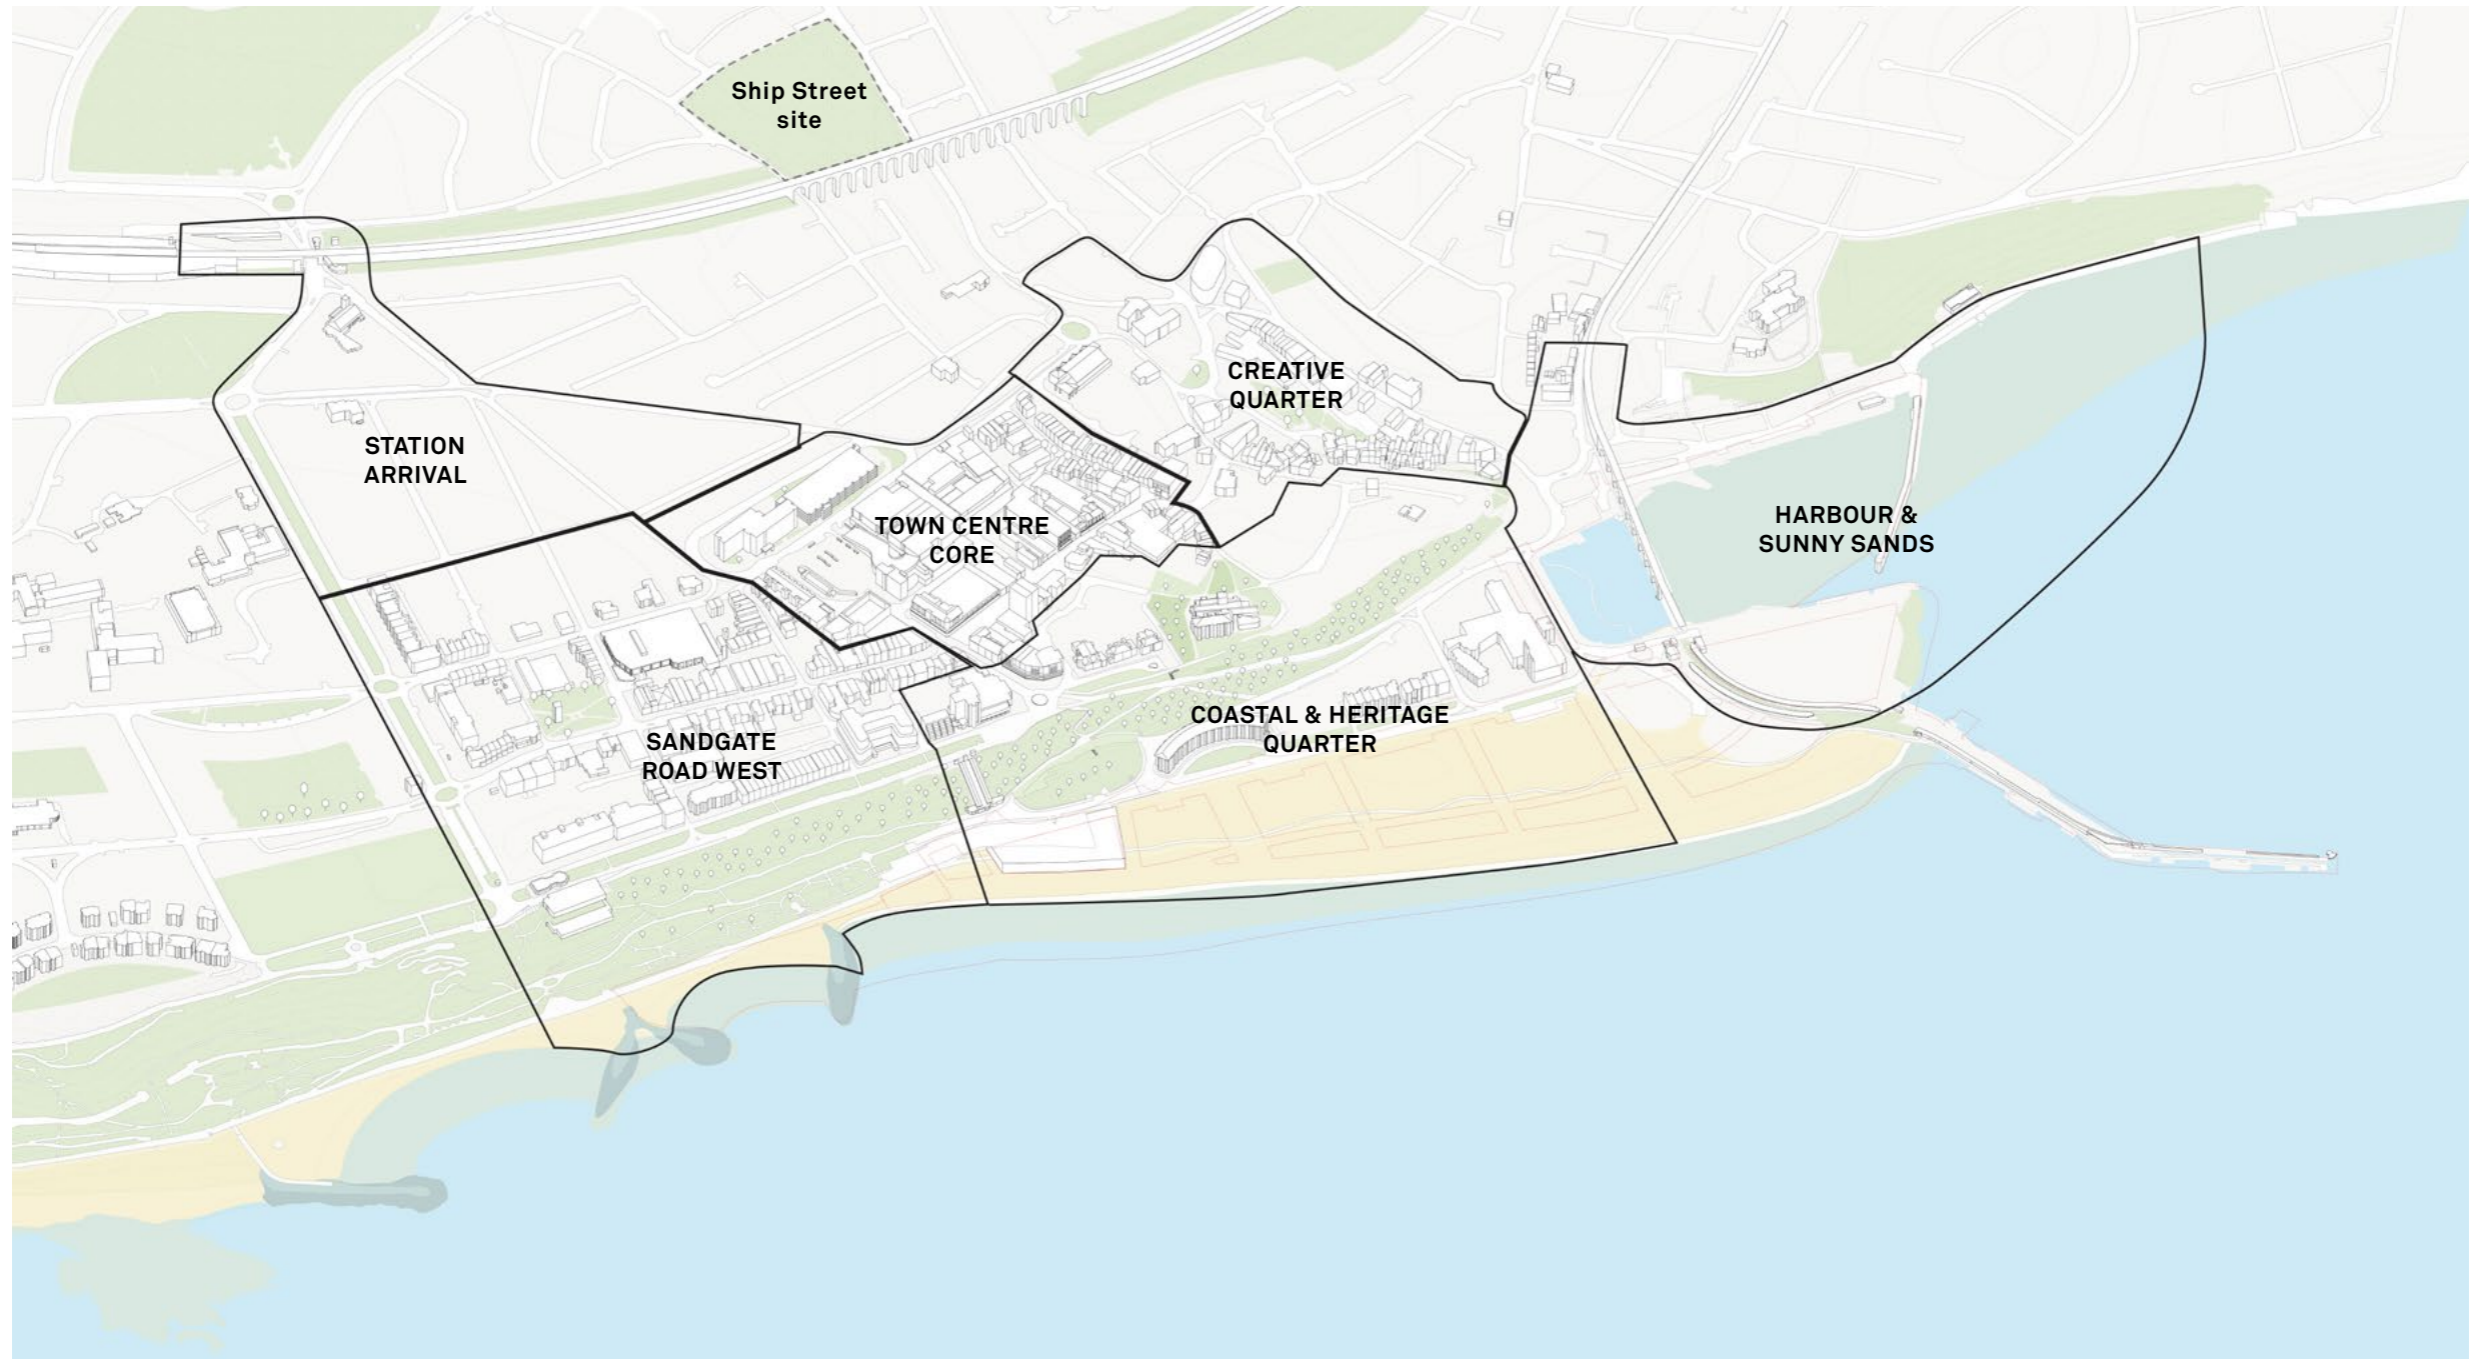 Ship Street
site
CREATIVE
QUARTER
STATION
ARRIVAL
TOWN CENTRE
CORE
HARBOUR &
SUNNY SANDS
COASTAL & HERITAGE
QUARTER
SANDGATE
ROAD WEST